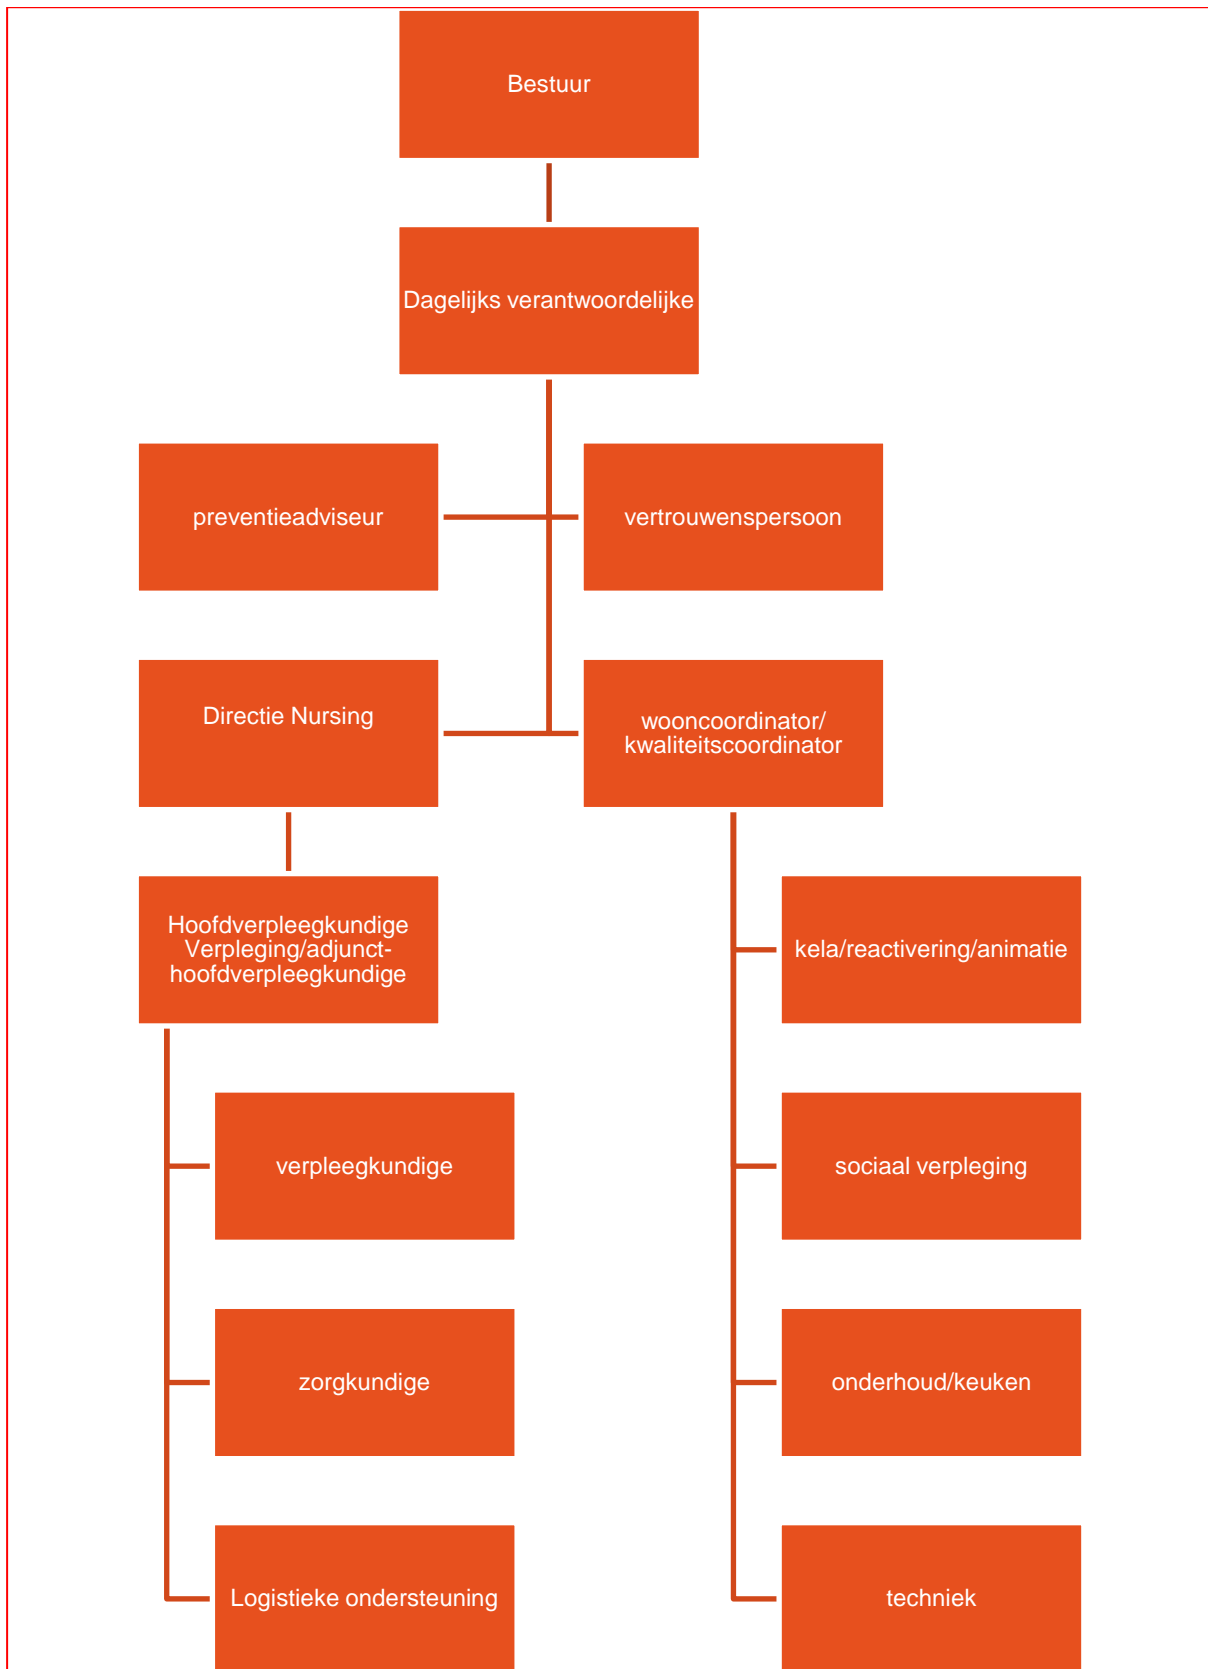 Bestuur
Dagelijks verantwoordelijke
preventieadviseur
vertrouwenspersoon
Directie Nursing
wooncoordinator/
kwaliteitscoordinator
Hoofdverpleegkundige
Verpleging/adjunct-
hoofdverpleegkundige
kela/reactivering/animatie
verpleegkundige
sociaal verpleging
zorgkundige
onderhoud/keuken
Logistieke ondersteuning
techniek